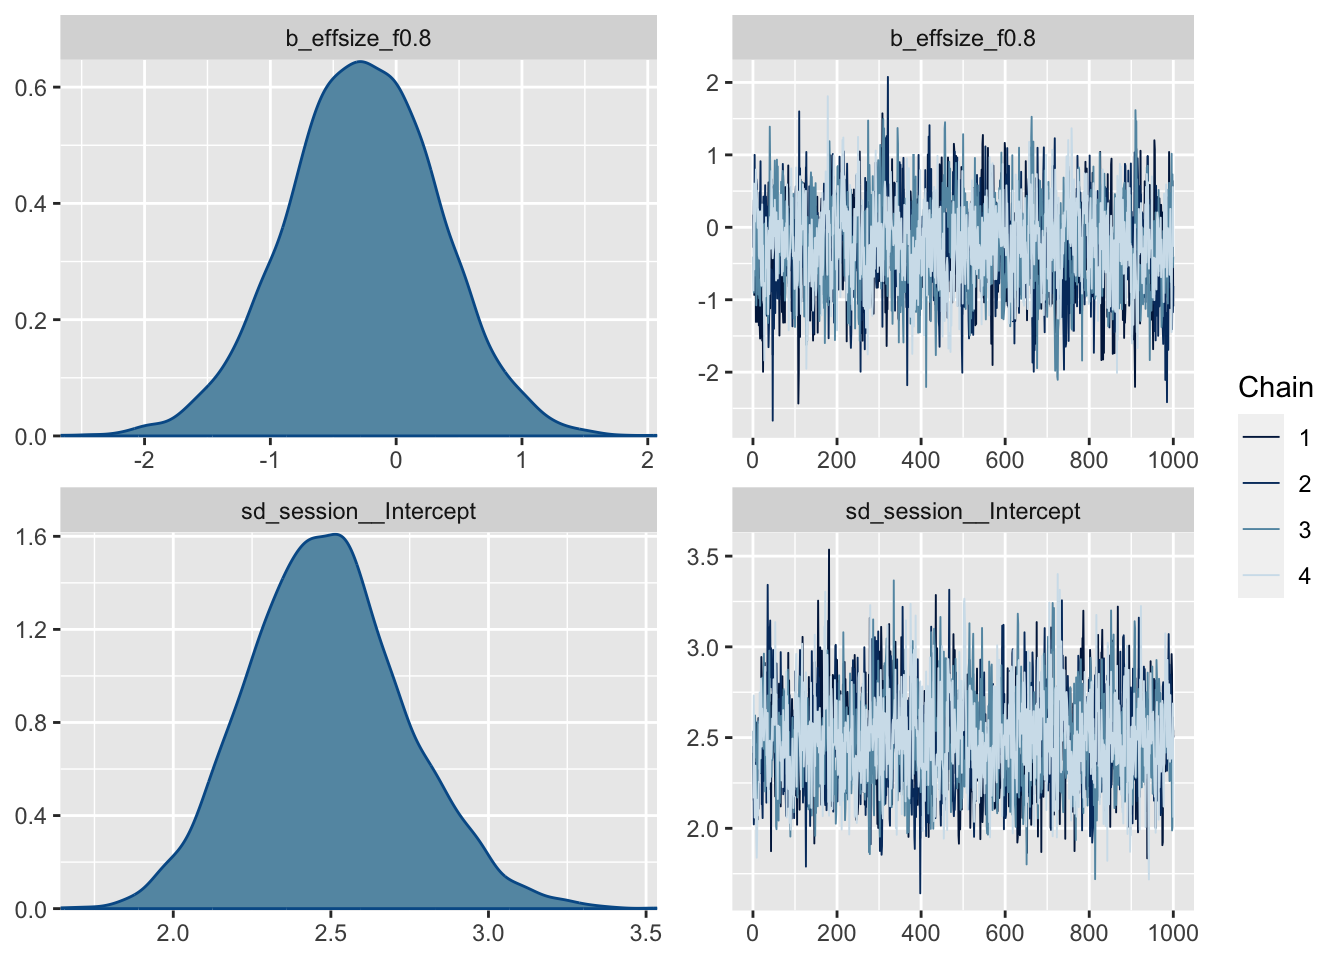 b_effsize_f0.8
0.6
0.4
0.2
0.0
-2 -1 0 1 2
b_effsize_f0.8
2
1
0
-1
-2
0 200 400 600 800 1000
sd_session__Intercept
1.6
1.2
0.8
0.4
0.0
2.0 2.5 3.0 3.5
sd_session__Intercept
3.5
3.0
2.5
2.0
0 200 400 600 800 1000
Chain
1
2
3
4